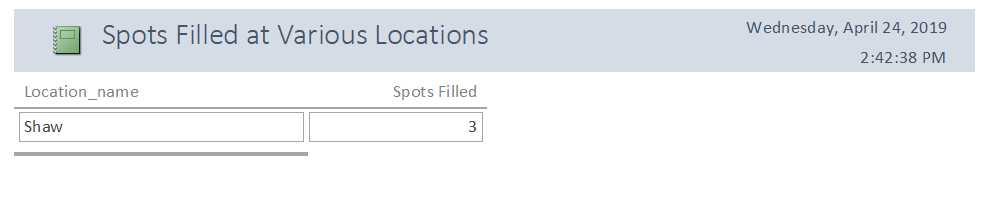 Spots Filled at Various Locations
Wednesday, April 24, 2019
2:42:38 PM
Location_name Spots Filled
Shaw 3